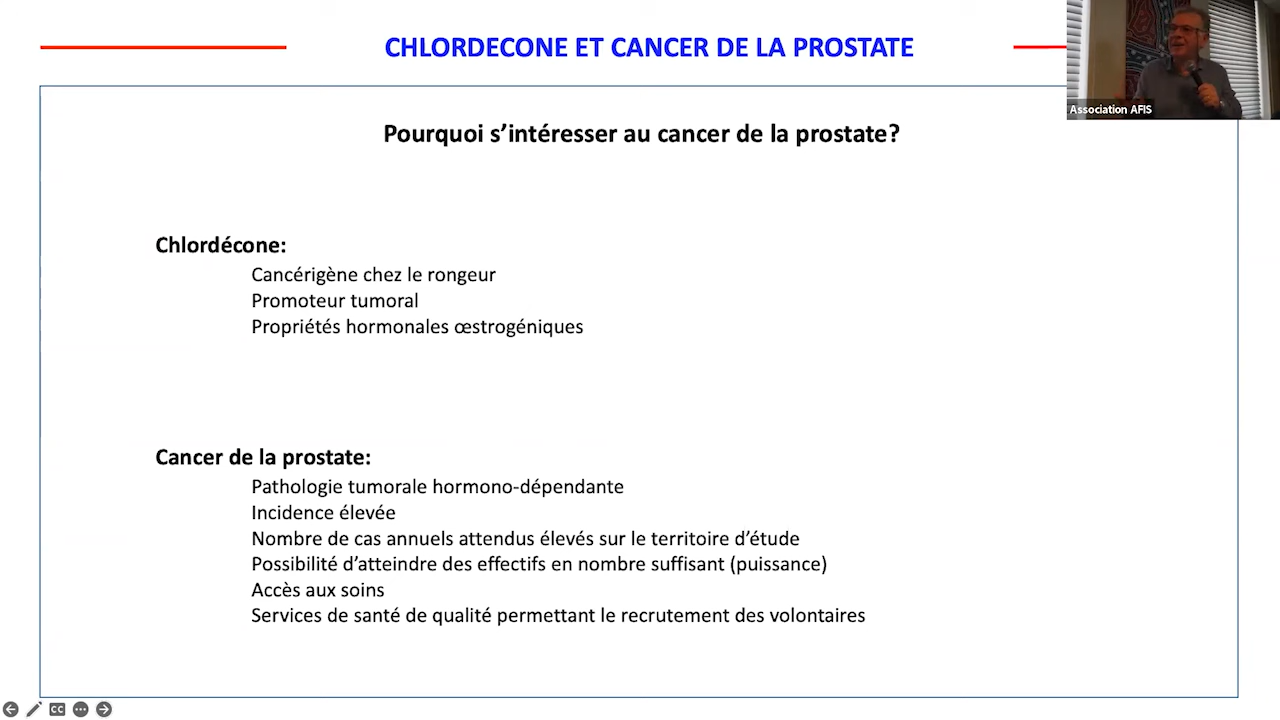 CHLORDECONE ET CANCER DE LA PROSTATE
Association AFIS
Pourquoi s’intéresser au cancer de la prostate?
Chlordécone:
Cancérigène chez le rongeur
Promoteur tumoral
Propriétés hormonales œstrogéniques
Cancer de la prostate:
Pathologie tumorale hormono-dépendante
Incidence élevée
Nombre de cas annuels attendus élevés sur le territoire d’étude
Possibilité d’atteindre des effectifs en nombre suffisant (puissance)
Accès aux soins
Services de santé de qualité permettant le recrutement des volontaires
CC